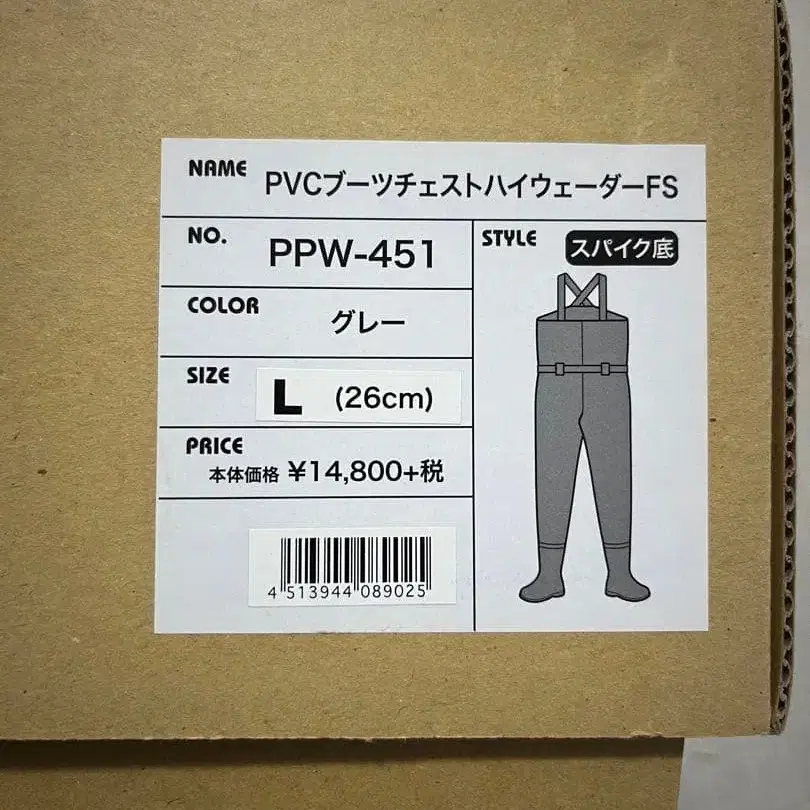 NAME PVCブーツチェストハイウェーダーFS
NO. PPW-451
STYLE スパイク底
COLOR グレー
SIZE L (26cm)
PRICE
本体価格 ¥14,800+税
4 513944 089025